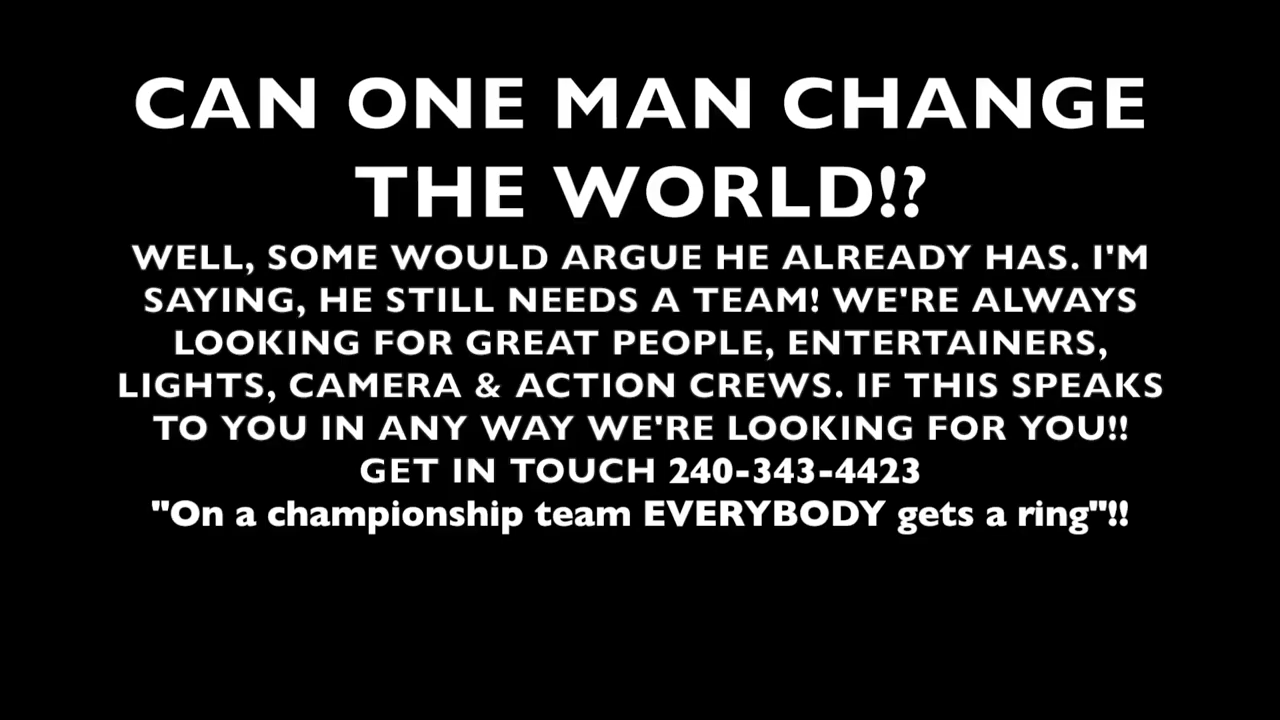 CAN ONE MAN CHANGE
THE WORLD!?
WELL, SOME WOULD ARGUE HE ALREADY HAS. I'M
SAYING, HE STILL NEEDS A TEAM! WE'RE ALWAYS
LOOKING FOR GREAT PEOPLE, ENTERTAINERS,
LIGHTS, CAMERA & ACTION CREWS. IF THIS SPEAKS
TO YOU IN ANY WAY WE'RE LOOKING FOR YOU!!
GET IN TOUCH 240-343-4423
"On a championship team EVERYBODY gets a ring"!!